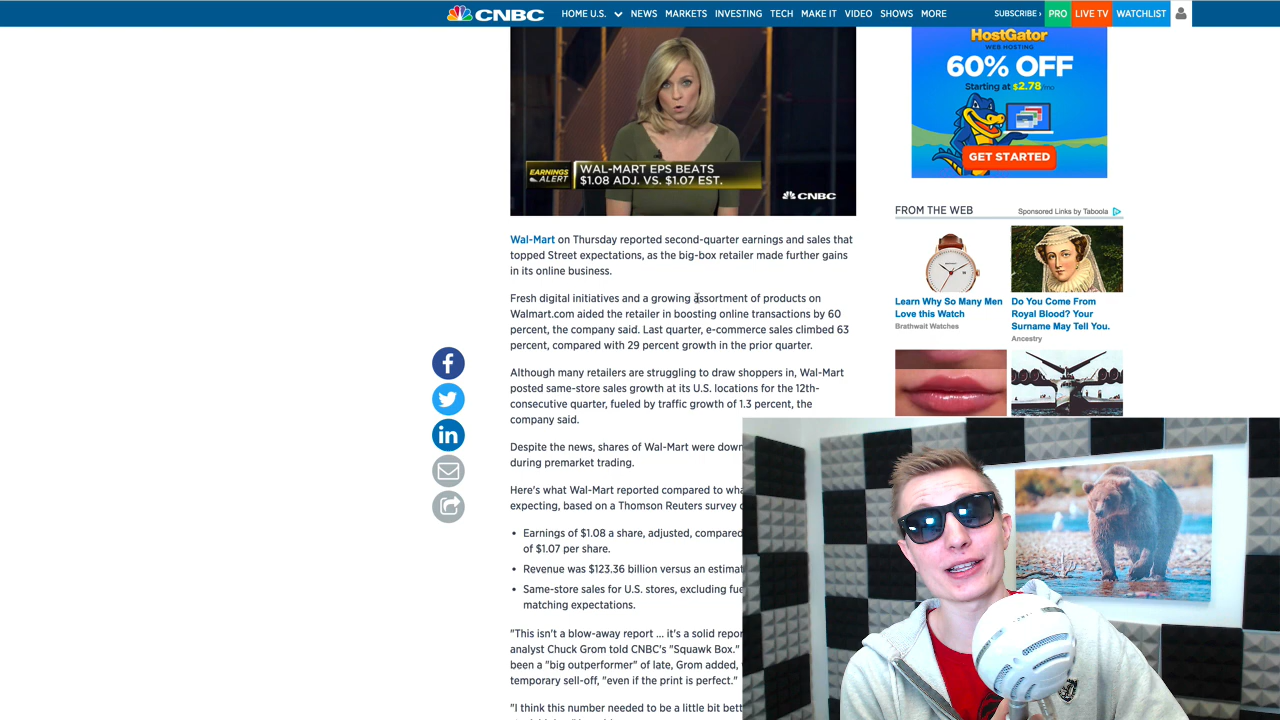 CNBC HOME U.S. NEWS MARKETS INVESTING TECH MAKE IT VIDEO SHOWS MORE SUBSCRIBE PRO LIVE TV WATCHLIST
EARNINGS ALERT
WAL-MART EPS BEATS
$1.08 ADJ. VS. $1.07 EST.
CNBC
HostGator
WEB HOSTING
60% OFF
Starting at $2.78/mo
GET STARTED
FROM THE WEB
Sponsored Links by Taboola
Learn Why So Many Men
Love this Watch
Brathwait Watches
Do You Come From
Royal Blood? Your
Surname May Tell You.
Ancestry
Wal-Mart on Thursday reported second-quarter earnings and sales that
topped Street expectations, as the big-box retailer made further gains
in its online business.
Fresh digital initiatives and a growing assortment of products on
Walmart.com aided the retailer in boosting online transactions by 60
percent, the company said. Last quarter, e-commerce sales climbed 63
percent, compared with 29 percent growth in the prior quarter.
Although many retailers are struggling to draw shoppers in, Wal-Mart
posted same-store sales growth at its U.S. locations for the 12th-
consecutive quarter, fueled by traffic growth of 1.3 percent, the
company said.
Despite the news, shares of Wal-Mart were down
during premarket trading.
Here's what Wal-Mart reported compared to
expecting, based on a Thomson Reuters survey
• Earnings of $1.08 a share, adjusted, compared
of $1.07 per share.
• Revenue was $123.36 billion versus an
• Same-store sales for U.S. stores, excluding
matching expectations.
"This isn't a blow-away report ... it's a solid
analyst Chuck Grom told CNBC's "Squawk Box."
been a "big outperformer" of late, Grom added,
temporary sell-off, "even if the print is perfect."
"I think this number needed to be a little bit